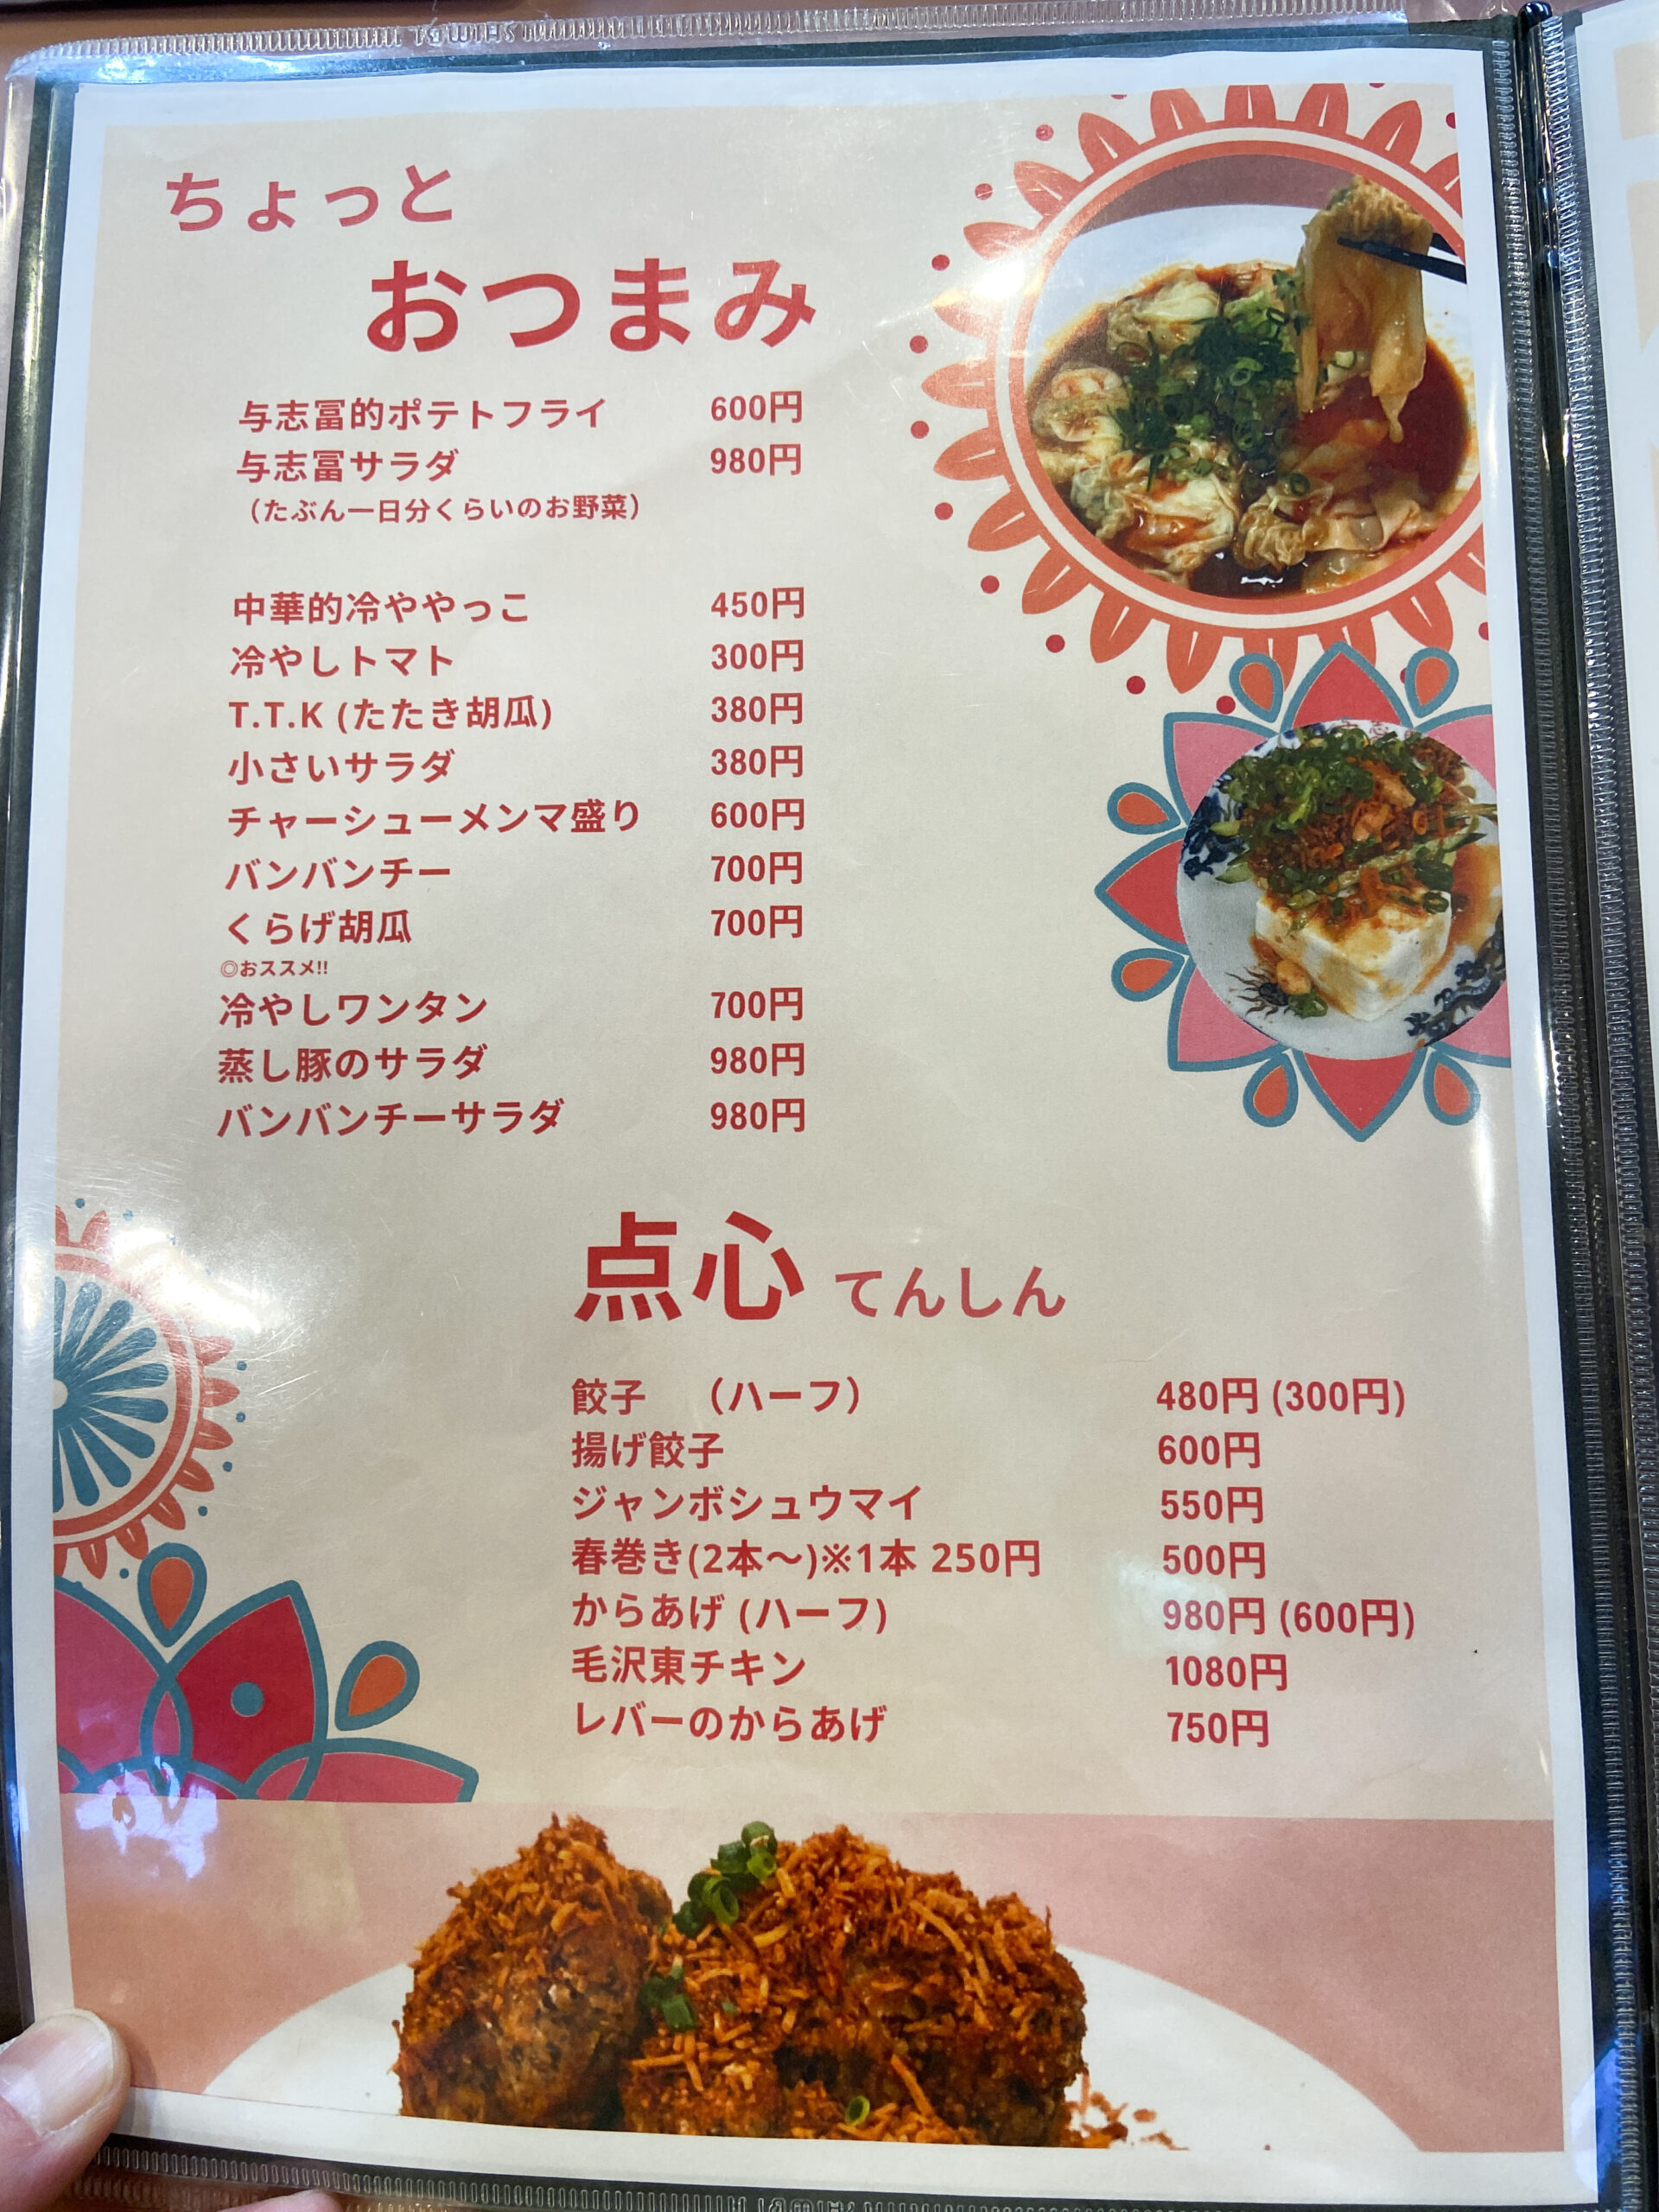 ちょっと
おつまみ
与志冨的ポテトフライ 600円
与志冨サラダ 980円
（たぶん一日分くらいのお野菜）
中華的冷ややっこ 450円
冷やしトマト 300円
T.T.K (たたき胡瓜) 380円
小さいサラダ 380円
チャーシューメンマ盛り 600円
バンバンチー 700円
くらげ胡瓜 700円
◎おススメ!!
冷やしワンタン 700円
蒸し豚のサラダ 980円
バンバンチーサラダ 980円
点心 てんしん
餃子 （ハーフ） 480円 (300円)
揚げ餃子 600円
ジャンボシュウマイ 550円
春巻き(2本～)※1本 250円 500円
からあげ (ハーフ) 980円 (600円)
毛沢東チキン 1080円
レバーのからあげ 750円